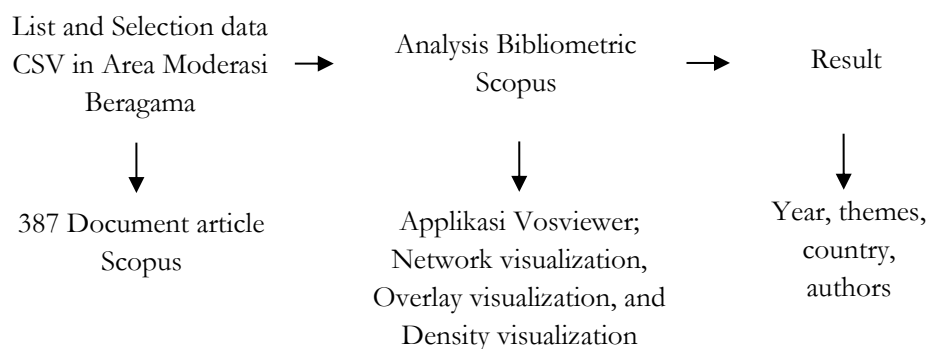 List and Selection data
CSV in Area Moderasi
Beragama
Analysis Bibliometric
Scopus
Result
387 Document article
Scopus
Applikasi Vosviewer;
Network visualization,
Overlay visualization, and
Density visualization
Year, themes,
country,
authors